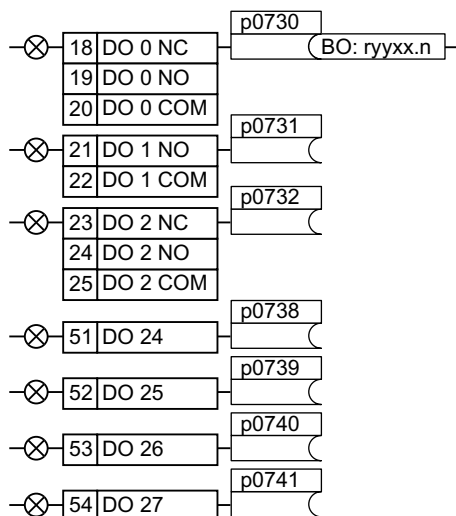 p0730
18 DO 0 NC BO: ryyxx.n
19 DO 0 NO
20 DO 0 COM
p0731
21 DO 1 NO
22 DO 1 COM
p0732
23 DO 2 NC
24 DO 2 NO
25 DO 2 COM
p0738
51 DO 24
p0739
52 DO 25
p0740
53 DO 26
p0741
54 DO 27